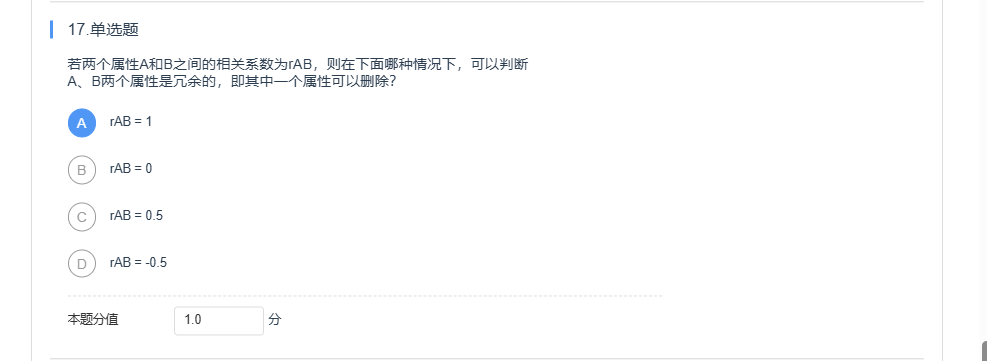 17.单选题
若两个属性A和B之间的相关系数为rAB，则在下面哪种情况下，可以判断
A、B两个属性是冗余的，即其中一个属性可以删除？
A rAB = 1
B rAB = 0
C rAB = 0.5
D rAB = -0.5
本题分值 1.0 分